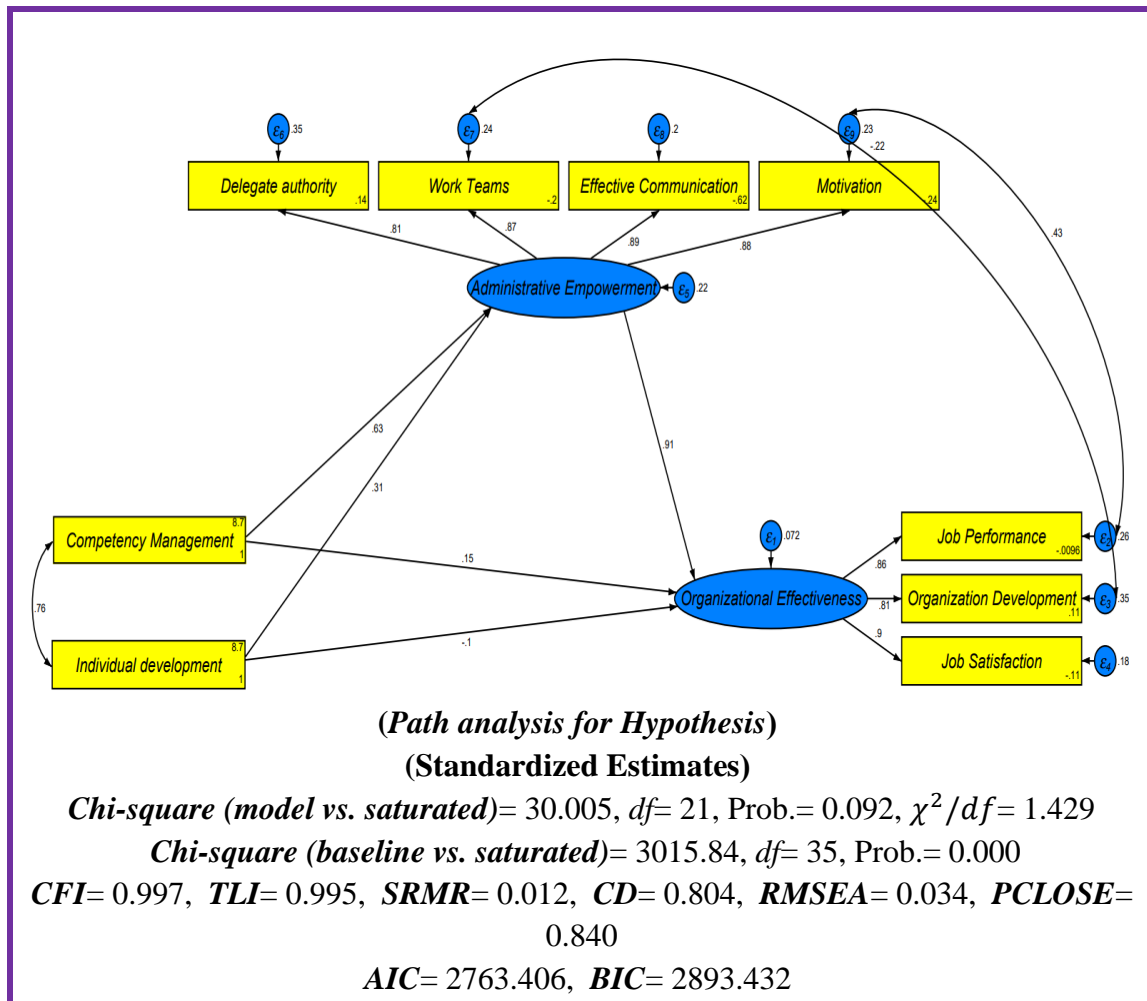 ε6 .35 ε7 .24 ε8 .2 ε9 .23
-.22
Delegate authority .14 Work Teams -.2 Effective Communication -.62 Motivation .24
.81 .87 .89 .88
.43
Administrative Empowerment ε5 .22
.63
.31
.91
8.7
Competency Management
1
.15
ε1 .072
Job Performance ε2 .26
-.0096
.86
.76
Organizational Effectiveness .81 Organization Development ε3 .35
.11
-.1
.9
8.7
Individual development
1
Job Satisfaction ε4 .18
-.11
(Path analysis for Hypothesis)
(Standardized Estimates)
Chi-square (model vs. saturated)= 30.005, df= 21, Prob.= 0.092, χ²/df= 1.429
Chi-square (baseline vs. saturated)= 3015.84, df= 35, Prob.= 0.000
CFI= 0.997, TLI= 0.995, SRMR= 0.012, CD= 0.804, RMSEA= 0.034, PCLOSE=
0.840
AIC= 2763.406, BIC= 2893.432